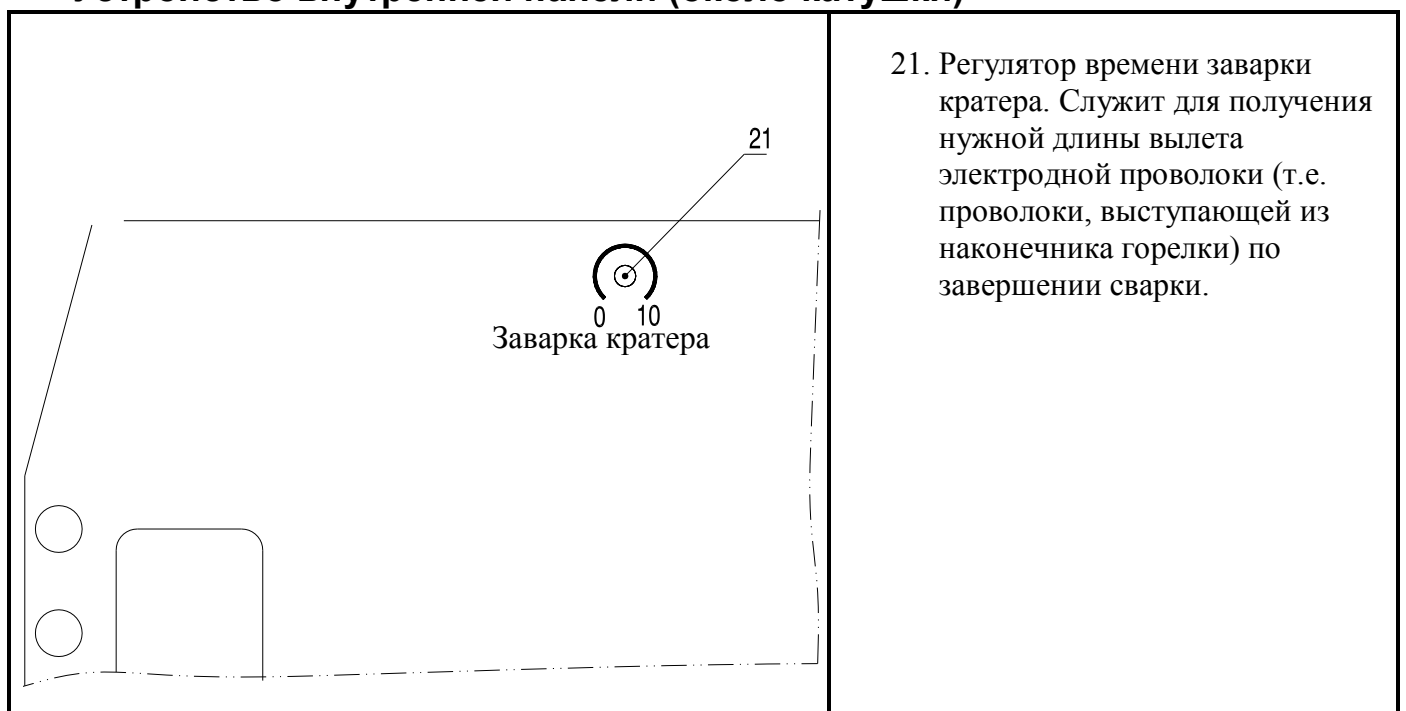 21
0 10
Заварка кратера
21. Регулятор времени заварки
кратера. Служит для получения
нужной длины вылета
электродной проволоки (т.е.
проволоки, выступающей из
наконечника горелки) по
завершении сварки.